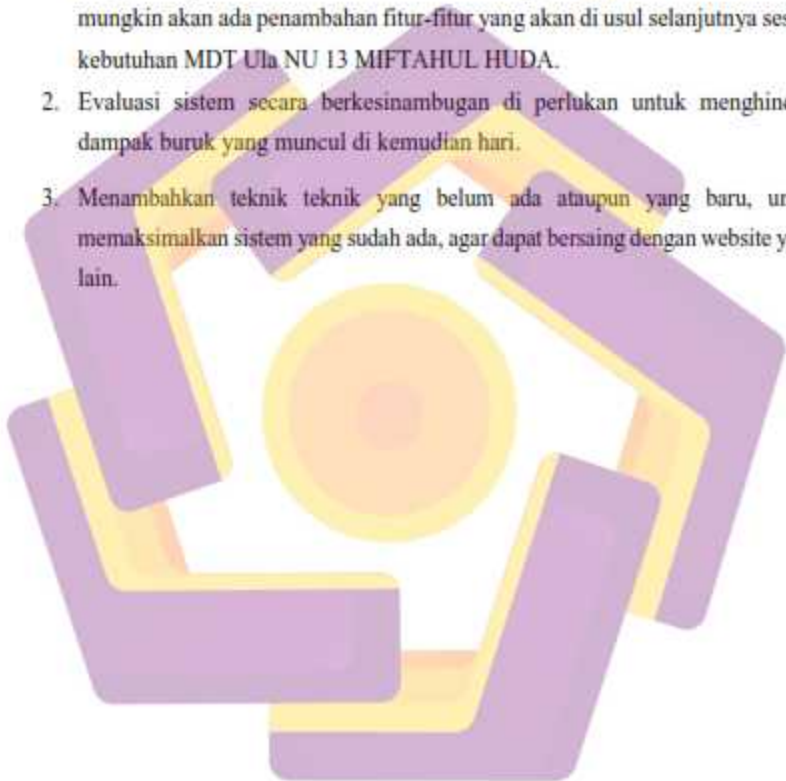 mungkin akan ada penambahan fitur-fitur yang akan di usul selanjutnya ses
kebutuhan MDT Ula NU 13 MIFTAHUL HUDA.
2. Evaluasi sistem secara berkesinambugan di perlukan untuk menghind
dampak buruk yang muncul di kemudian hari.
3. Menambahkan teknik teknik yang belum ada ataupun yang baru, un
memaksimalkan sistem yang sudah ada, agar dapat bersaing dengan website y
lain.